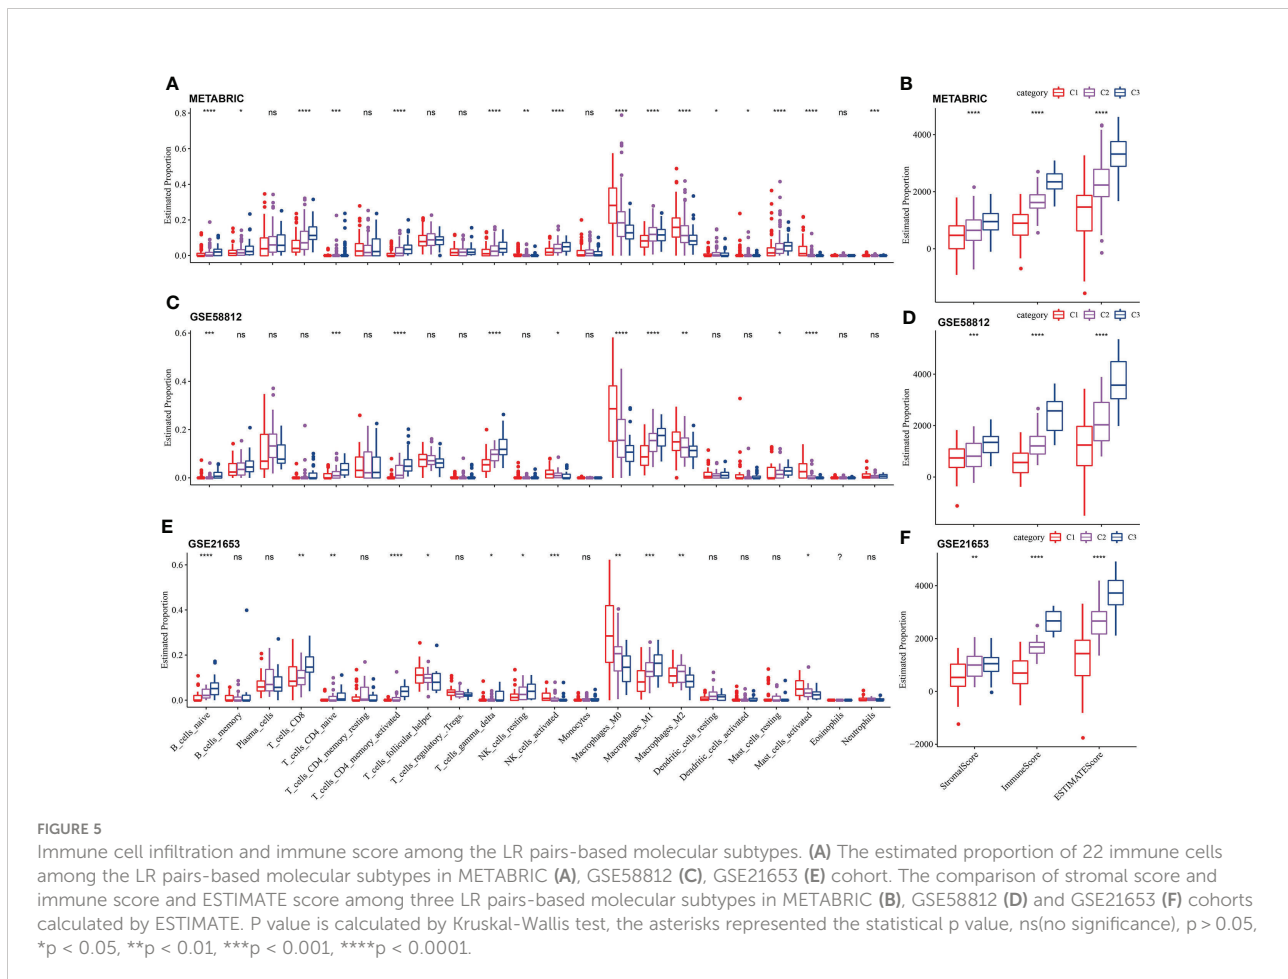 A
METABRIC
**** * ns **** *** ns **** ns ns **** ** **** ns **** **** **** * * **** **** ns ***
Estimated Proportion
0.8
0.6
0.4
0.2
0.0
B
METABRIC
category C1 C2 C3
**** **** ****
Estimated Proportion
4000
2000
0
C
GSE58812
*** ns ns ns *** ns **** ns ns **** ns * ns **** **** ** ns ns * **** ns ns
Estimated Proportion
0.6
0.4
0.2
0.0
D
GSE58812
category C1 C2 C3
*** **** ****
Estimated Proportion
4000
2000
0
E
GSE21653
**** ns ns ** ** ns **** * ns * * *** ns ** *** ** ns ns ns * ? ns
Estimated Proportion
0.6
0.4
0.2
0.0
B_cells_naive
B_cells_memory
Plasma_cells
T_cells_CD8
T_cells_CD4_naive
T_cells_CD4_memory_resting
T_cells_CD4_memory_activated
T_cells_follicular_helper
T_cells_regulatory_Tregs.
T_cells_gamma_delta
NK_cells_resting
NK_cells_activated
Monocytes
Macrophages_M0
Macrophages_M1
Macrophages_M2
Dendritic_cells_resting
Dendritic_cells_activated
Mast_cells_resting
Mast_cells_activated
Eosinophils
Neutrophils
F
GSE21653
category C1 C2 C3
** **** ****
Estimated Proportion
4000
2000
0
−2000
StromalScore
ImmuneScore
ESTIMATEScore
FIGURE 5
Immune cell infiltration and immune score among the LR pairs-based molecular subtypes. (A) The estimated proportion of 22 immune cells
among the LR pairs-based molecular subtypes in METABRIC (A), GSE58812 (C), GSE21653 (E) cohort. The comparison of stromal score and
immune score and ESTIMATE score among three LR pairs-based molecular subtypes in METABRIC (B), GSE58812 (D) and GSE21653 (F) cohorts
calculated by ESTIMATE. P value is calculated by Kruskal-Wallis test, the asterisks represented the statistical p value, ns(no significance), p > 0.05,
*p < 0.05, **p < 0.01, ***p < 0.001, ****p < 0.0001.